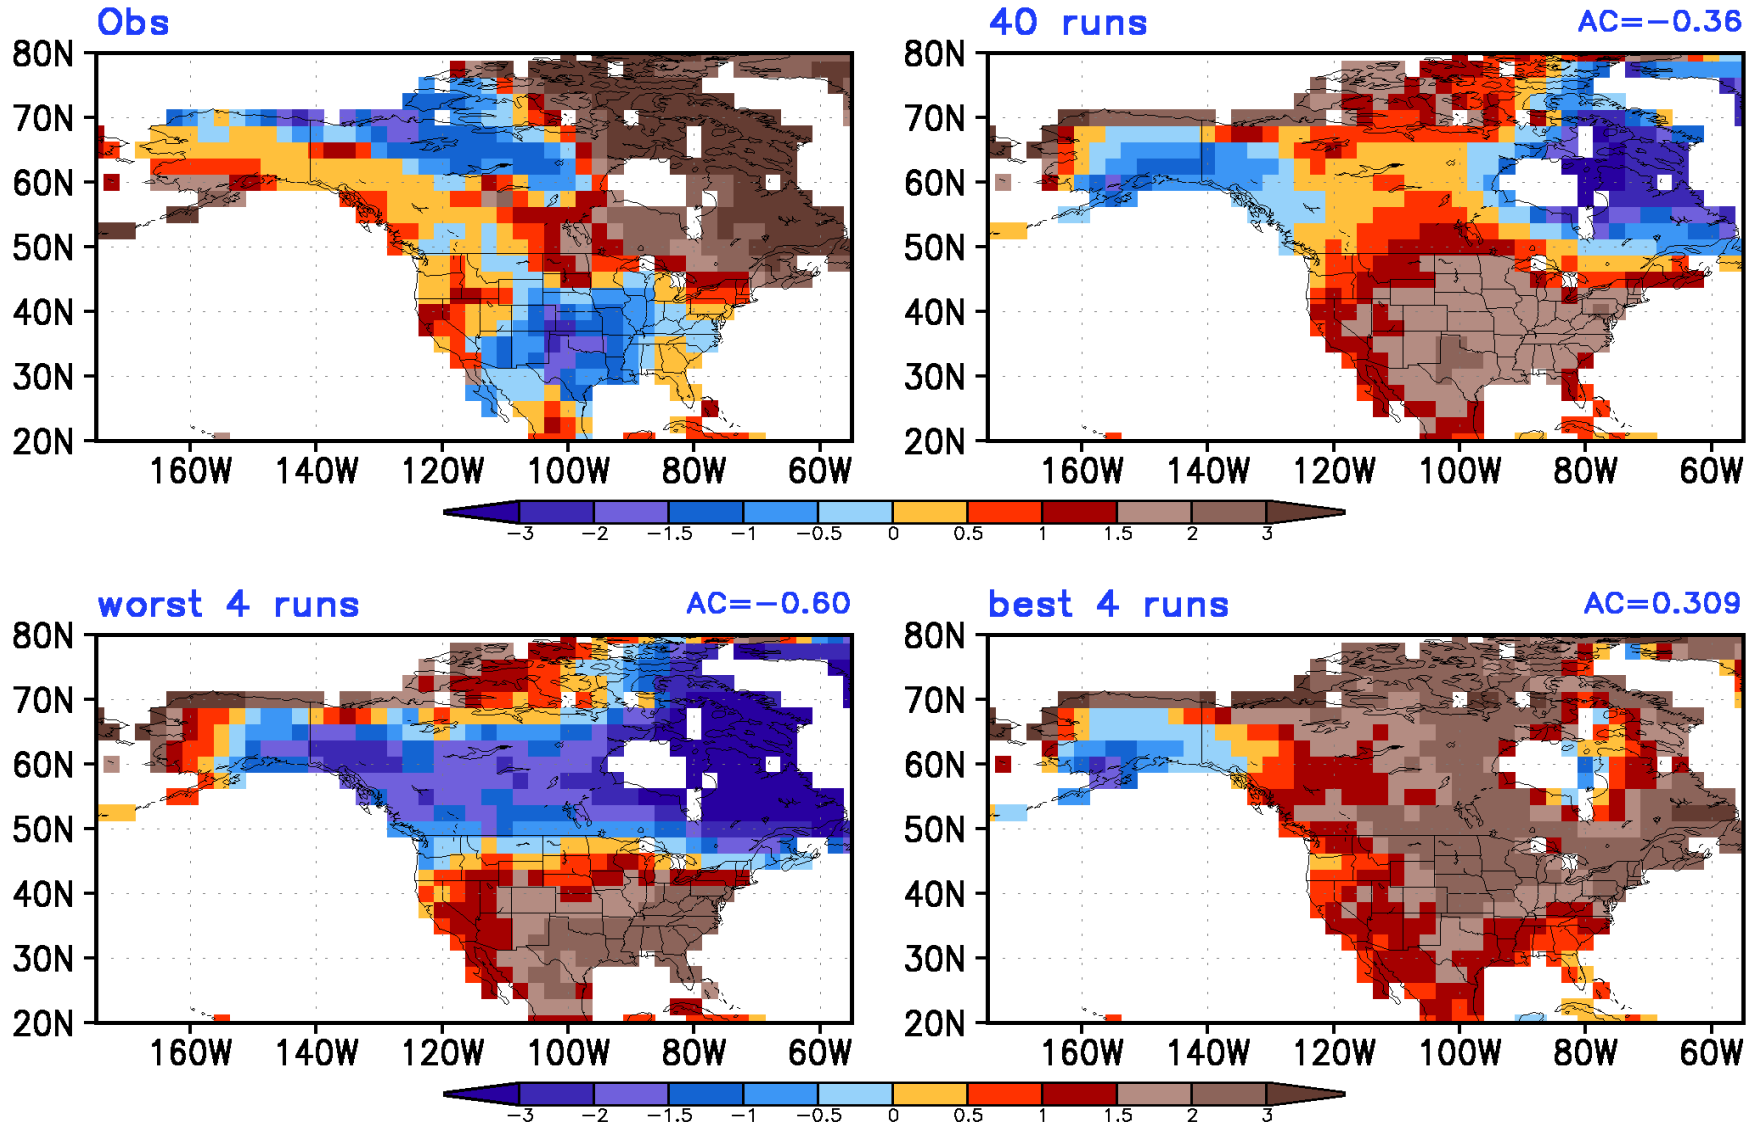 Obs
40 runs AC=-0.36
80N 80N
70N 70N
60N 60N
50N 50N
40N 40N
30N 30N
20N 20N
160W 140W 120W 100W 80W 60W 160W 140W 120W 100W 80W 60W
-3 -2 -1.5 -1 -0.5 0 0.5 1 1.5 2 3
worst 4 runs AC=-0.60
best 4 runs AC=0.309
80N 80N
70N 70N
60N 60N
50N 50N
40N 40N
30N 30N
20N 20N
160W 140W 120W 100W 80W 60W 160W 140W 120W 100W 80W 60W
-3 -2 -1.5 -1 -0.5 0 0.5 1 1.5 2 3